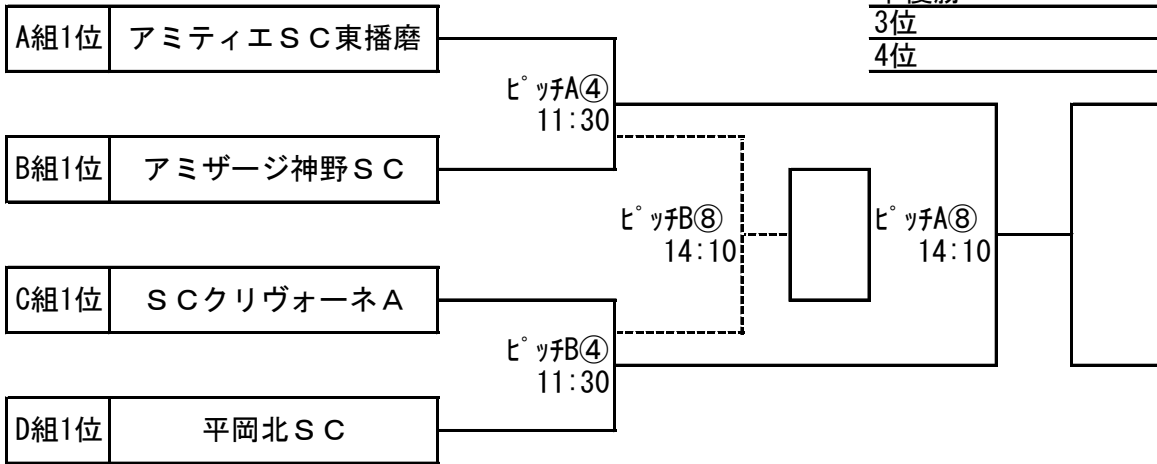 3位
4位
A組1位 アミティエＳＣ東播磨
ﾋﾟｯﾁA④
11:30
B組1位 アミザージ神野ＳＣ
ﾋﾟｯﾁB⑧
14:10
ﾋﾟｯﾁA⑧
14:10
C組1位 ＳＣクリヴォーネＡ
ﾋﾟｯﾁB④
11:30
D組1位 平岡北ＳＣ